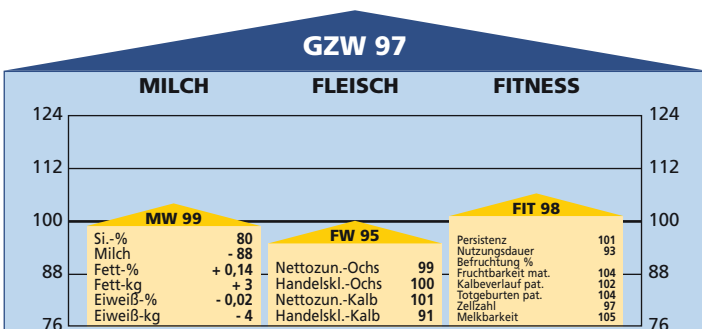 GZW 97
MILCH FLEISCH FITNESS
124 124
112 112
100 100
88 88
76 76
MW 99
Si.-% 80
Milch - 88
Fett-% + 0,14
Fett-kg + 3
Eiweiß-% - 0,02
Eiweiß-kg - 4
FW 95
Nettozun.-Ochs 99
Handelskl.-Ochs 100
Nettozun.-Kalb 101
Handelskl.-Kalb 91
FIT 98
Persistenz 101
Nutzungsdauer 93
Befruchtung %
Fruchtbarkeit mat. 104
Kalbeverlauf pat. 102
Totgeburten pat. 104
Zellzahl 97
Melkbarkeit 105